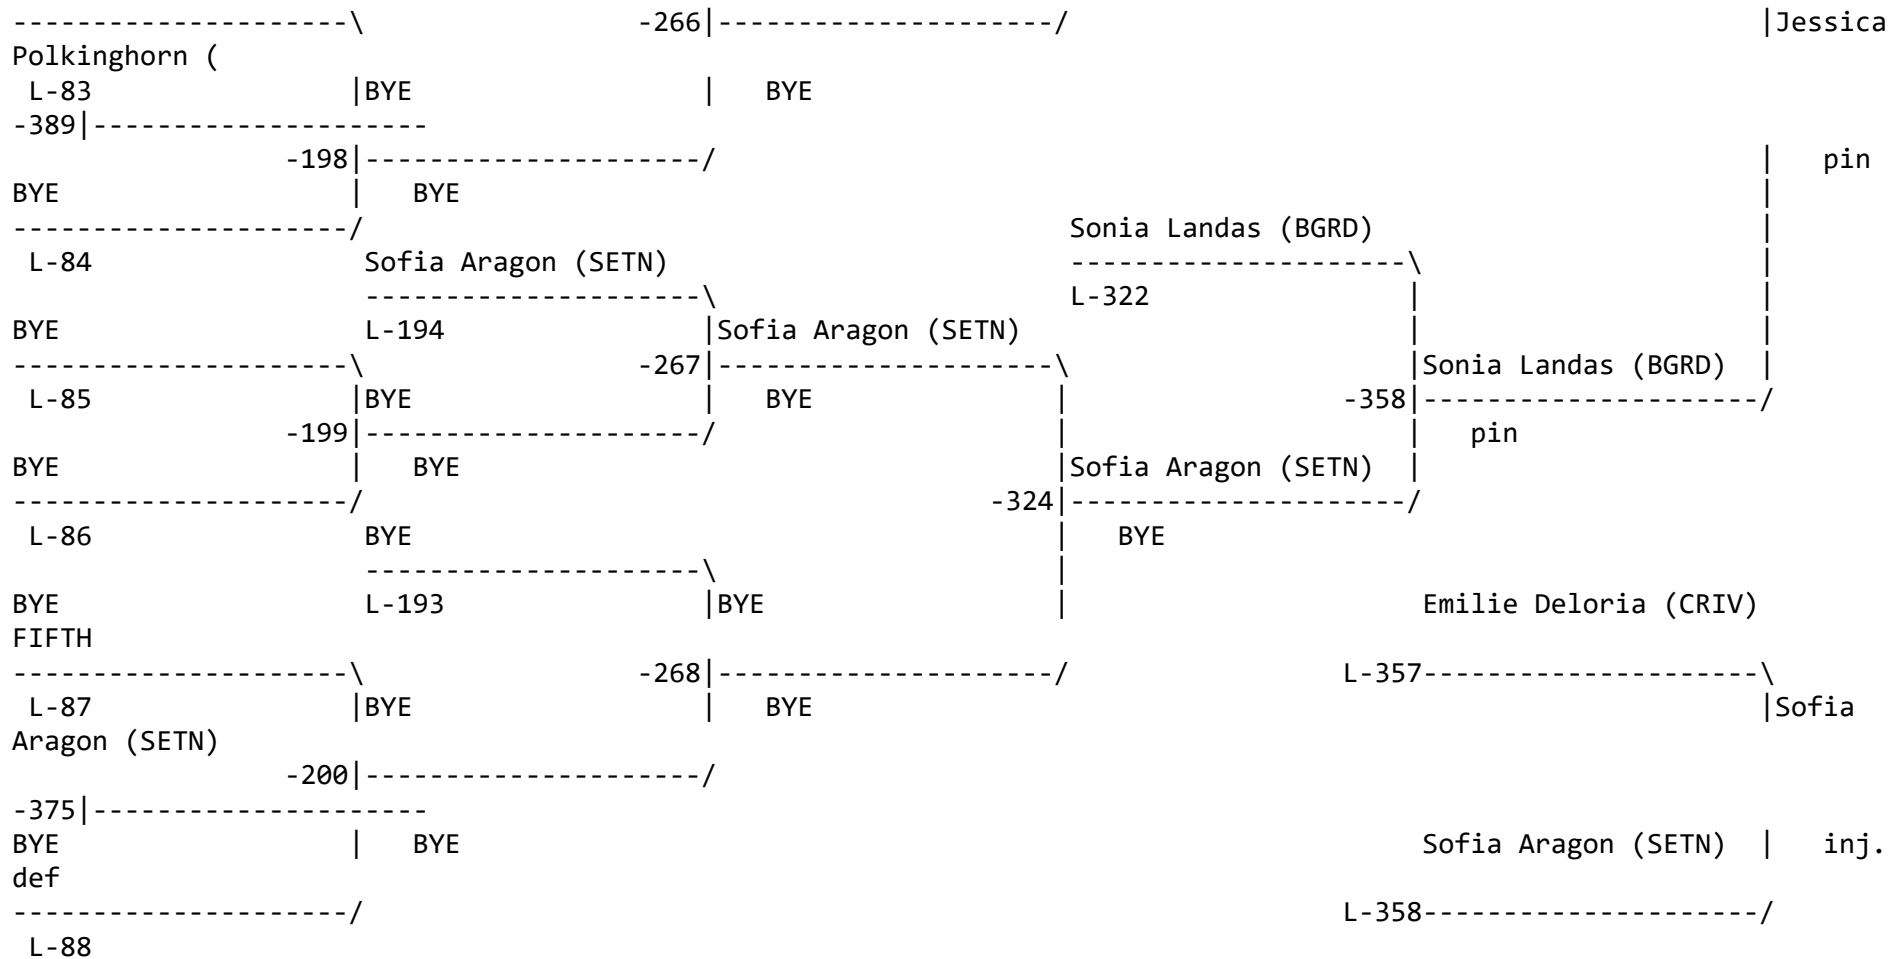 ---------------------\                 -266|---------------------/                                            |Jessica
Polkinghorn (
 L-83                |BYE                  |   BYE
-389|---------------------
                 -198|---------------------/                                                                  |   pin
BYE                  |   BYE                                                                                  |
---------------------/                                            Sonia Landas (BGRD)                         |
 L-84                 Sofia Aragon (SETN)                         ---------------------\                      |
                      ---------------------\                      L-322                |                      |
BYE                   L-194                |Sofia Aragon (SETN)                        |                      |
---------------------\                 -267|---------------------\                     |Sonia Landas (BGRD)   |
 L-85                |BYE                  |   BYE               |                 -358|---------------------/
                 -199|---------------------/                     |                     |   pin
BYE                  |   BYE                                     |Sofia Aragon (SETN)  |
---------------------/                                       -324|---------------------/
 L-86                 BYE                                        |   BYE
                      ---------------------\                     |
BYE                   L-193                |BYE                  |                      Emilie Deloria (CRIV)
FIFTH
---------------------\                 -268|---------------------/                 L-357---------------------\
 L-87                |BYE                  |   BYE                                                            |Sofia
Aragon (SETN)
                 -200|---------------------/
-375|---------------------
BYE                  |   BYE                                                            Sofia Aragon (SETN)  |   inj.
def
---------------------/                                                             L-358---------------------/
 L-88